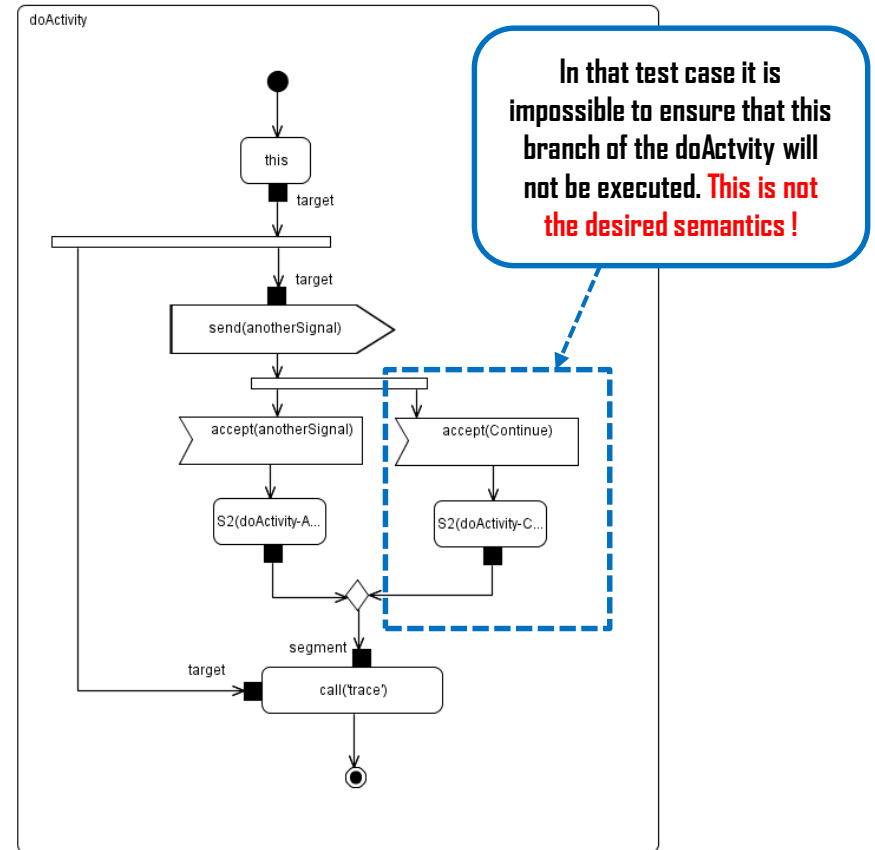 doActivity
In that test case it is
impossible to ensure that this
branch of the doActvity will
not be executed. This is not
the desired semantics !
this
target
target
send(anotherSignal)
accept(anotherSignal)
accept(Continue)
S2(doActivity-A...
S2(doActivity-C...
segment
target
call('trace')